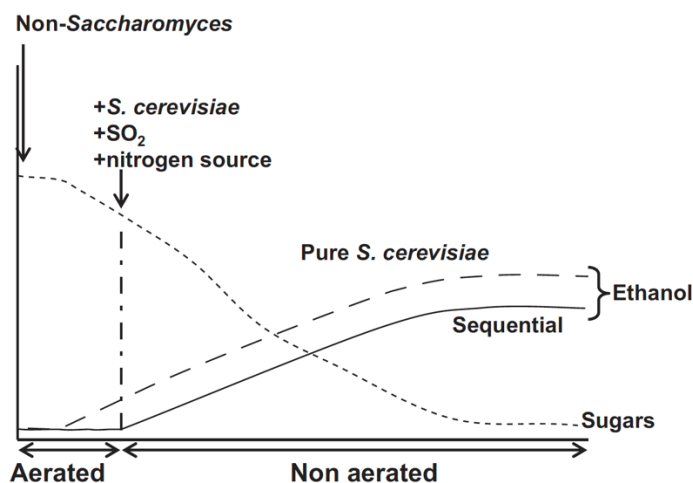 Non-Saccharomyces
+S. cerevisiae
+SO₂
+nitrogen source
Pure S. cerevisiae
Ethanol
Sequential
Sugars
Aerated
Non aerated